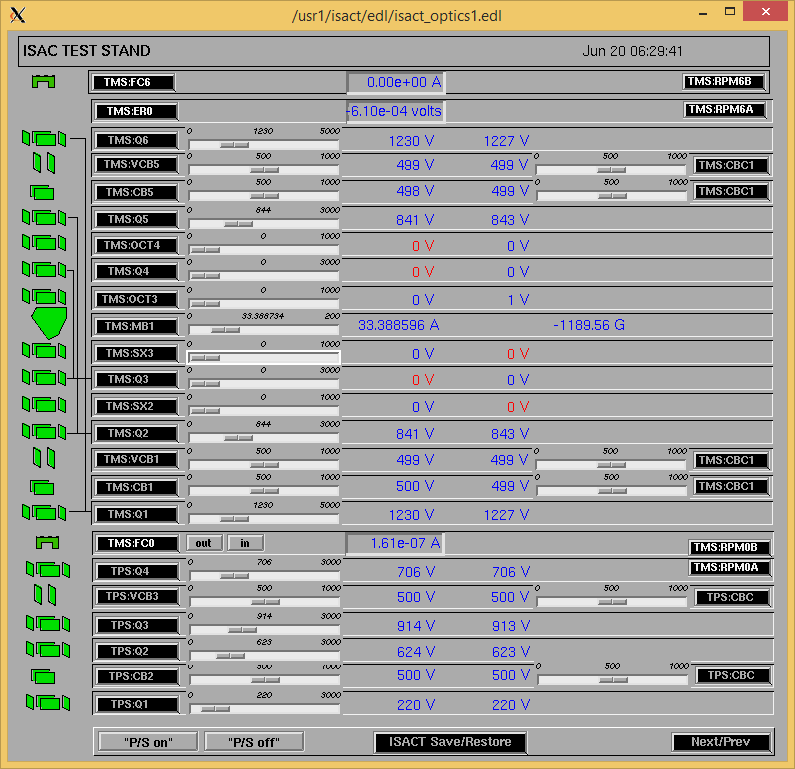 /usr1/isact/edl/isact_optics1.edl
ISAC TEST STAND Jun 20 06:29:41
TMS:FC6 0.00e+00 A TMS:RPM6B
TMS:ER0 -6.10e-04 volts TMS:RPM6A
TMS:Q6 0 1230 5000 1230 V 1227 V
TMS:VCB5 0 500 1000 499 V 499 V 0 500 1000 TMS:CBC1
TMS:CB5 0 500 1000 498 V 499 V 0 500 1000 TMS:CBC1
TMS:Q5 0 844 3000 841 V 843 V
TMS:OCT4 0 0 1000 0 V 0 V
TMS:Q4 0 0 3000 0 V 0 V
TMS:OCT3 0 0 1000 0 V 1 V
TMS:MB1 0 33.388734 200 33.388596 A -1189.56 G
TMS:SX3 0 0 1000 0 V 0 V
TMS:Q3 0 0 3000 0 V 0 V
TMS:SX2 0 0 1000 0 V 0 V
TMS:Q2 0 844 3000 841 V 843 V
TMS:VCB1 0 500 1000 499 V 499 V 0 500 1000 TMS:CBC1
TMS:CB1 0 500 1000 500 V 499 V 0 500 1000 TMS:CBC1
TMS:Q1 0 1230 5000 1230 V 1227 V
TMS:FC0 out in 1.61e-07 A TMS:RPM0B
TPS:Q4 0 706 3000 706 V 706 V TMS:RPM0A
TPS:VCB3 0 500 1000 500 V 500 V 0 500 1000 TPS:CBC
TPS:Q3 0 914 3000 914 V 913 V
TPS:Q2 0 623 3000 624 V 623 V
TPS:CB2 0 500 1000 500 V 500 V 0 500 1000 TPS:CBC
TPS:Q1 0 220 3000 220 V 220 V
"P/S on" "P/S off" ISACT Save/Restore Next/Prev